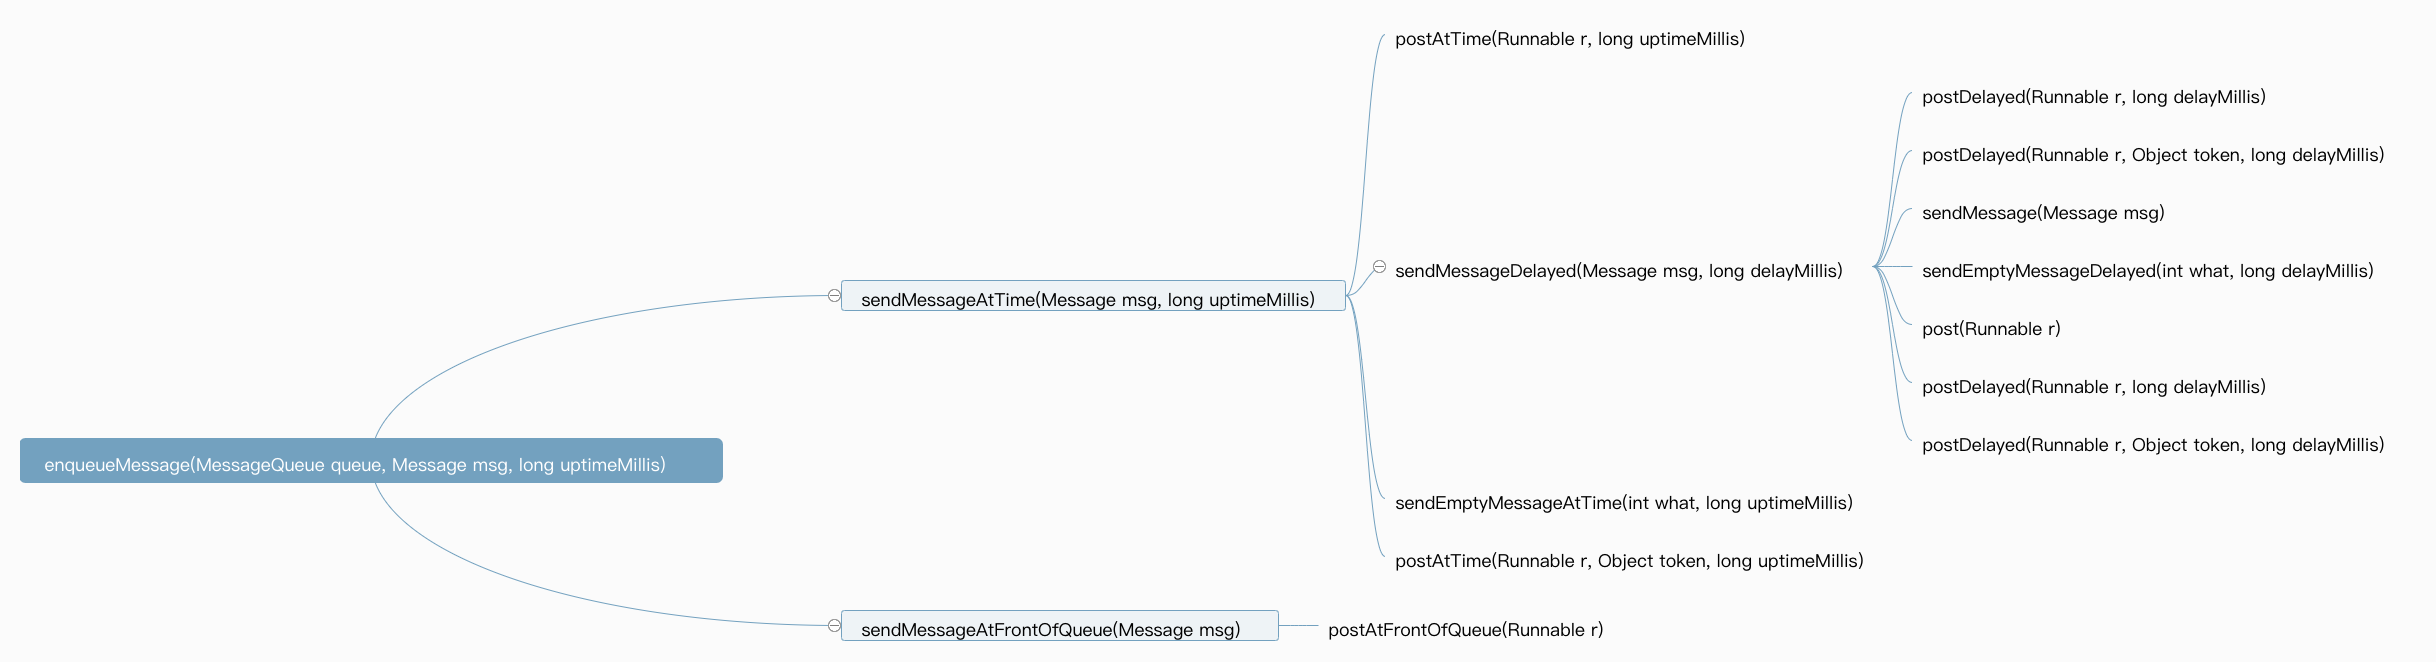 postAtTime(Runnable r, long uptimeMillis)
postDelayed(Runnable r, long delayMillis)
postDelayed(Runnable r, Object token, long delayMillis)
sendMessage(Message msg)
sendMessageDelayed(Message msg, long delayMillis)
sendEmptyMessageDelayed(int what, long delayMillis)
sendMessageAtTime(Message msg, long uptimeMillis)
post(Runnable r)
postDelayed(Runnable r, long delayMillis)
postDelayed(Runnable r, Object token, long delayMillis)
enqueueMessage(MessageQueue queue, Message msg, long uptimeMillis)
sendEmptyMessageAtTime(int what, long uptimeMillis)
postAtTime(Runnable r, Object token, long uptimeMillis)
sendMessageAtFrontOfQueue(Message msg)
postAtFrontOfQueue(Runnable r)